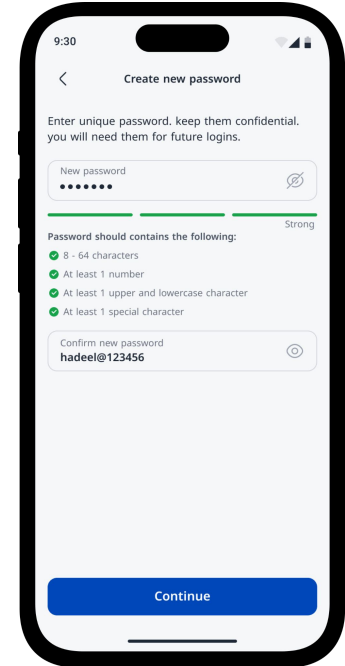 9:30
Create new password
Enter unique password. keep them confidential.
you will need them for future logins.
New password
•••••••
Strong
Password should contains the following:
8 - 64 characters
At least 1 number
At least 1 upper and lowercase character
At least 1 special character
Confirm new password
hadeel@123456
Continue